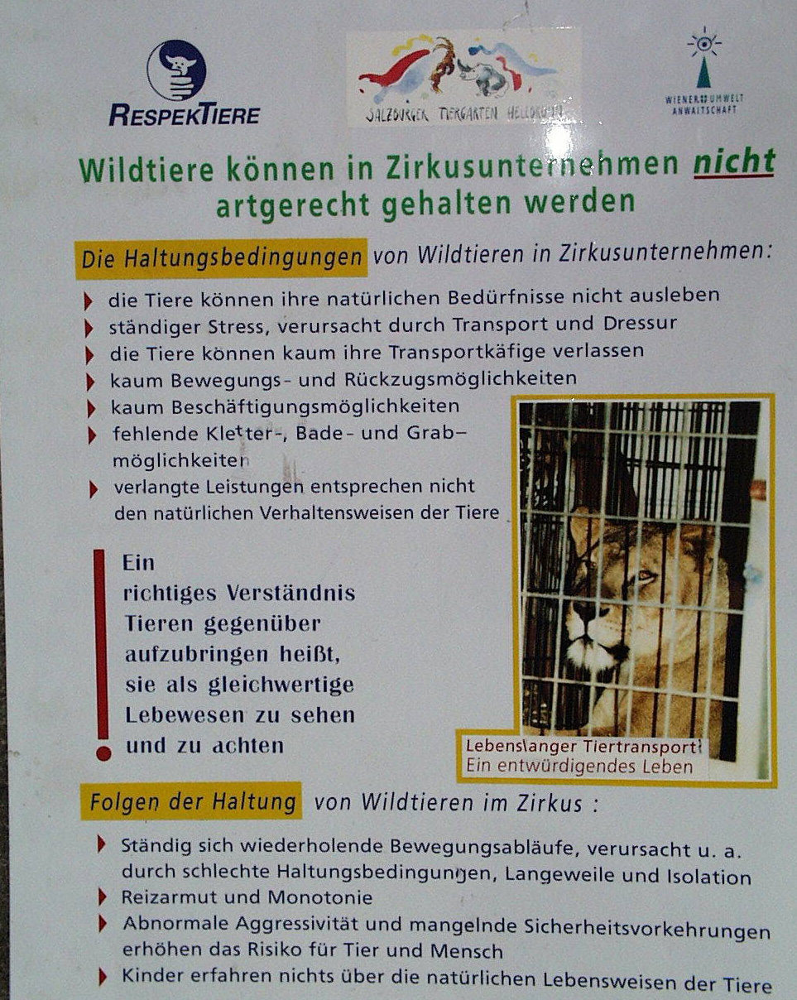 RESPEKTIERE
SALZBURGER TIERGARTEN HELLBRUNN
WIENER UMWELT
ANWALTSCHAFT
Wildtiere können in Zirkusunternehmen nicht
artgerecht gehalten werden
Die Haltungsbedingungen von Wildtieren in Zirkusunternehmen:
die Tiere können ihre natürlichen Bedürfnisse nicht ausleben
ständiger Stress, verursacht durch Transport und Dressur
die Tiere können kaum ihre Transportkäfige verlassen
kaum Bewegungs- und Rückzugsmöglichkeiten
kaum Beschäftigungsmöglichkeiten
fehlende Kletter-, Bade- und Grab-
möglichkeiten
verlangte Leistungen entsprechen nicht
den natürlichen Verhaltensweisen der Tiere
Ein
richtiges Verständnis
Tieren gegenüber
aufzubringen heißt,
sie als gleichwertige
Lebewesen zu sehen
und zu achten
Lebenslanger Tiertransport!
Ein entwürdigendes Leben
Folgen der Haltung von Wildtieren im Zirkus :
Ständig sich wiederholende Bewegungsabläufe, verursacht u. a.
durch schlechte Haltungsbedingungen, Langeweile und Isolation
Reizarmut und Monotonie
Abnormale Aggressivität und mangelnde Sicherheitsvorkehrungen
erhöhen das Risiko für Tier und Mensch
Kinder erfahren nichts über die natürlichen Lebensweisen der Tiere